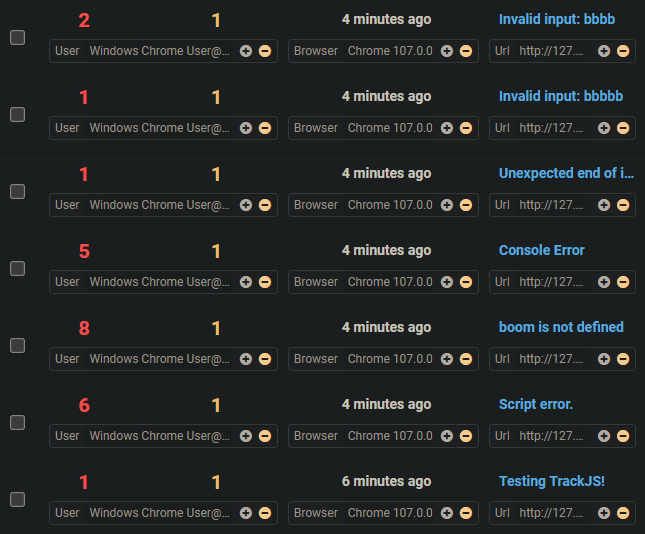 2 1 4 minutes ago Invalid input: bbbb
User Windows Chrome User@... Browser Chrome 107.0.0 Url http://127....
1 1 4 minutes ago Invalid input: bbbbb
User Windows Chrome User@... Browser Chrome 107.0.0 Url http://127....
1 1 4 minutes ago Unexpected end of i...
User Windows Chrome User@... Browser Chrome 107.0.0 Url http://127....
5 1 4 minutes ago Console Error
User Windows Chrome User@... Browser Chrome 107.0.0 Url http://127....
8 1 4 minutes ago boom is not defined
User Windows Chrome User@... Browser Chrome 107.0.0 Url http://127....
6 1 4 minutes ago Script error.
User Windows Chrome User@... Browser Chrome 107.0.0 Url http://127....
1 1 6 minutes ago Testing TrackJS!
User Windows Chrome User@... Browser Chrome 107.0.0 Url http://127....